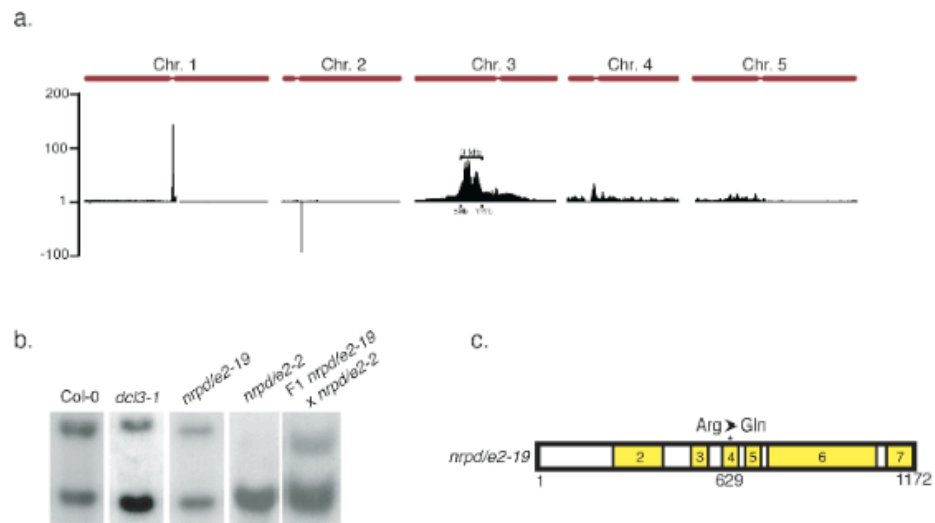 a.
Chr. 1 Chr. 2 Chr. 3 Chr. 4 Chr. 5
200
100
1
-100
b.
Col-0 dcl3-1 nrpd/e2-19 nrpd/e2-2 F1 nrpd/e2-19
x nrpd/e2-2
c.
Arg Gln
nrpd/e2-19 2 3 4 5 6 7
1 629 1172